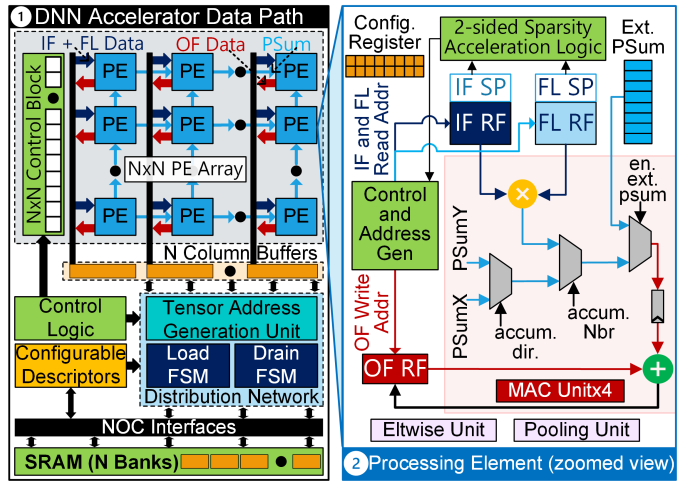 1 DNN Accelerator Data Path
IF + FL Data
OF Data
PSum
NxN Control Block
PE
PE
PE
PE
PE
PE
NxN PE Array
PE
PE
PE
N Column Buffers
Control
Logic
Configurable
Descriptors
Tensor Address
Generation Unit
Load
FSM
Drain
FSM
Distribution Network
NOC Interfaces
SRAM (N Banks)
Config.
Register
2-sided Sparsity
Acceleration Logic
Ext.
PSum
IF and FL
Read Addr
IF SP
FL SP
IF RF
FL RF
×
en.
ext.
psum
Control
and
Address
Gen
PSumY
PSumX
accum.
dir.
accum.
Nbr
OF Write
Addr
OF RF
+
MAC Unitx4
Eltwise Unit
Pooling Unit
2 Processing Element (zoomed view)